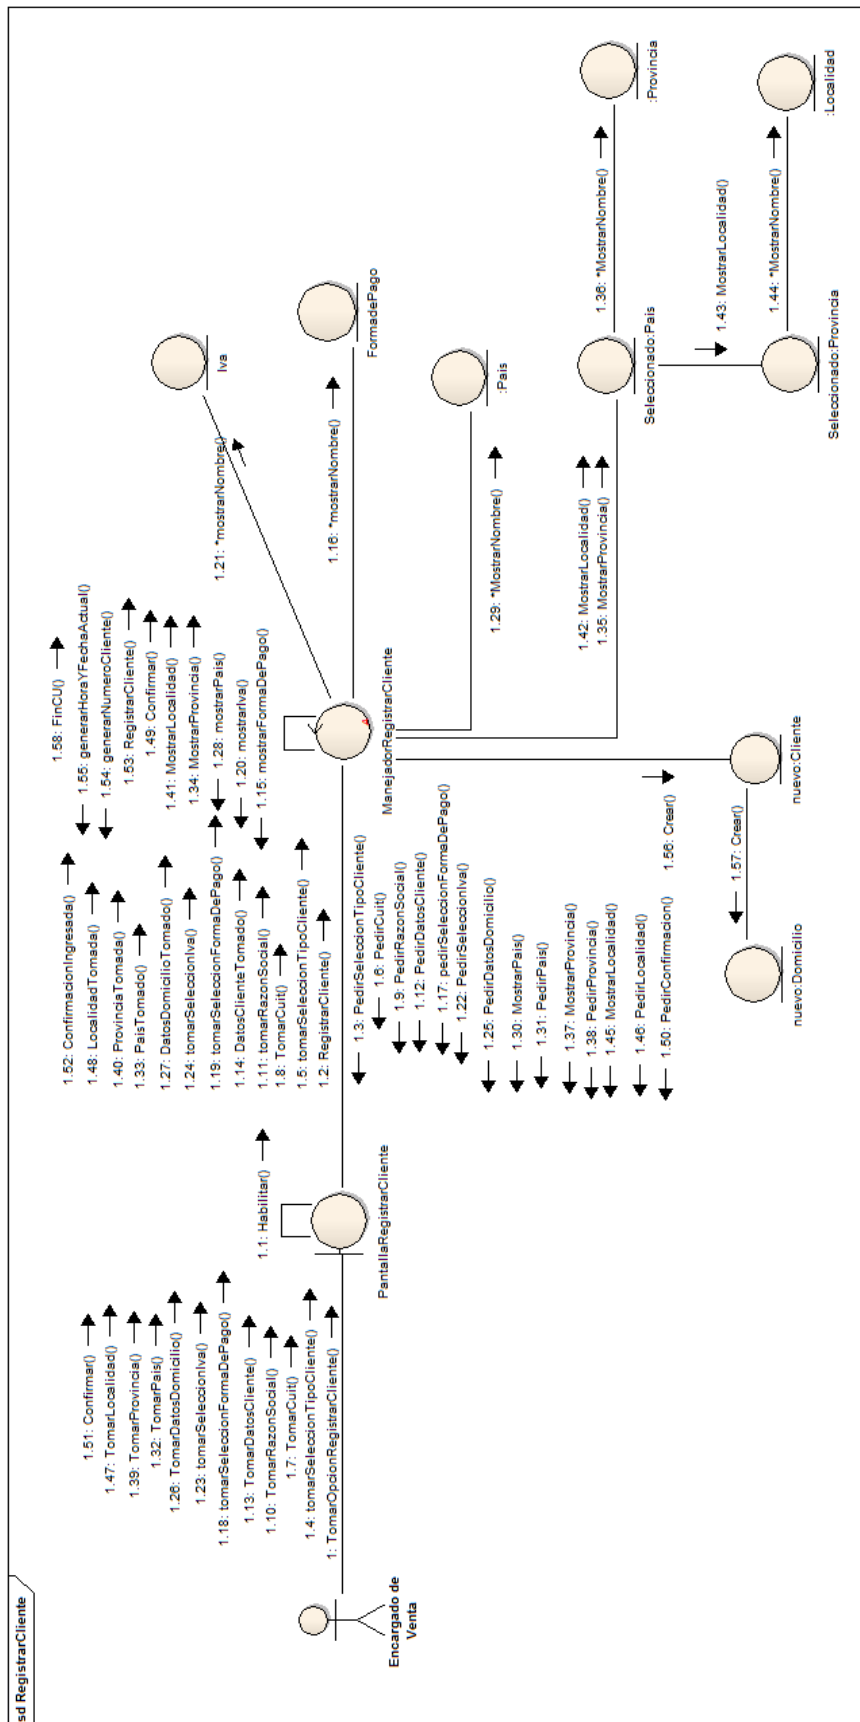 sd RegistrarCliente
Encargado de
Venta
1.51: Confirmar()
1.47: TomarLocalidad()
1.39: TomarProvincia()
1.32: TomarPais()
1.26: TomarDatosDomicilio()
1.23: tomarSeleccionIva()
1.18: tomarSeleccionFormaDePago()
1.13: TomarDatosCliente()
1.10: TomarRazonSocial()
1.7: TomarCuit()
1.4: tomarSeleccionTipoCliente()
1: TomarOpcionRegistrarCliente()
1.1: Habilitar()
PantallaRegistrarCliente
1.52: ConfirmacionIngresada()
1.48: LocalidadTomada()
1.40: ProvinciaTomada()
1.33: PaisTomado()
1.27: DatosDomicilioTomado()
1.24: tomarSeleccionIva()
1.19: tomarSeleccionFormaDePago()
1.14: DatosClienteTomado()
1.11: tomarRazonSocial()
1.8: TomarCuit()
1.5: tomarSeleccionTipoCliente()
1.2: RegistrarCliente()
1.3: PedirSeleccionTipoCliente()
1.6: PedirCuit()
1.9: PedirRazonSocial()
1.12: PedirDatosCliente()
1.17: pedirSeleccionFormaDePago()
1.22: PedirSeleccionIva()
1.25: PedirDatosDomicilio()
1.30: MostrarPais()
1.31: PedirPais()
1.37: MostrarProvincia()
1.38: PedirProvincia()
1.45: MostrarLocalidad()
1.46: PedirLocalidad()
1.50: PedirConfirmacion()
1.58: FinCU()
1.55: generarHoraYFechaActual()
1.54: generarNumeroCliente()
1.53: RegistrarCliente()
1.49: Confirmar()
1.41: MostrarLocalidad()
1.34: MostrarProvincia()
1.28: mostrarPais()
1.20: mostrarIva()
1.15: mostrarFormaDePago()
ManejadorRegistrarCliente
1.21: *mostrarNombre()
Iva
1.16: *mostrarNombre()
FormadePago
1.29: *MostrarNombre()
:Pais
1.42: MostrarLocalidad()
1.35: MostrarProvincia()
Seleccionado:Pais
1.36: *MostrarNombre()
:Provincia
1.43: MostrarLocalidad()
Seleccionado:Provincia
1.44: *MostrarNombre()
:Localidad
1.56: Crear()
nuevo:Cliente
1.57: Crear()
nuevo:Domicilio